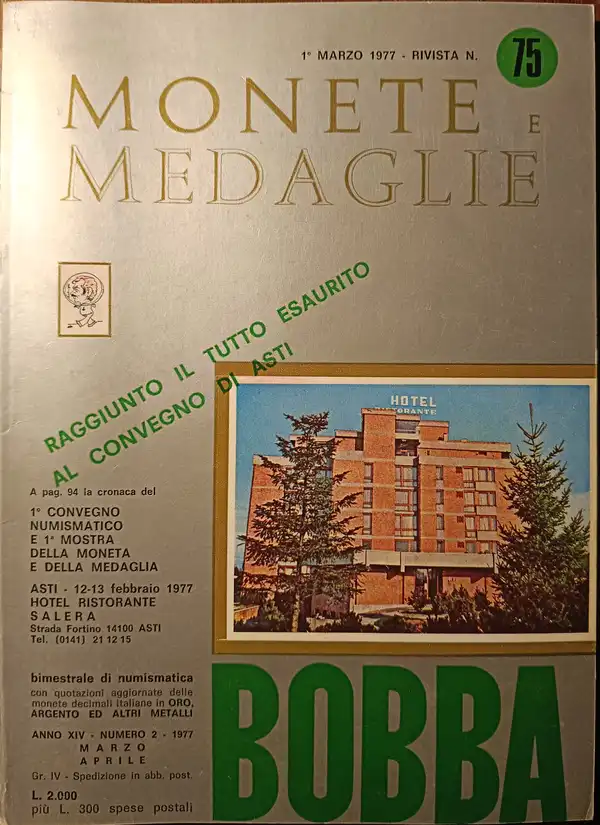 1° MARZO 1977 - RIVISTA N.
75
MONETE E
MEDAGLIE
RAGGIUNTO IL TUTTO ESAURITO
AL CONVEGNO DI ASTI
HOTEL
RISTORANTE
A pag. 94 la cronaca del
1° CONVEGNO
NUMISMATICO
E 1ª MOSTRA
DELLA MONETA
E DELLA MEDAGLIA
ASTI - 12-13 febbraio 1977
HOTEL RISTORANTE
SALERA
Strada Fortino 14100 ASTI
Tel. (0141) 21 12 15
bimestrale di numismatica
con quotazioni aggiornate delle
monete decimali italiane in ORO,
ARGENTO ED ALTRI METALLI
ANNO XIV - NUMERO 2 - 1977
MARZO
APRILE
Gr. IV - Spedizione in abb. post.
L. 2.000
più L. 300 spese postali
BOBBA